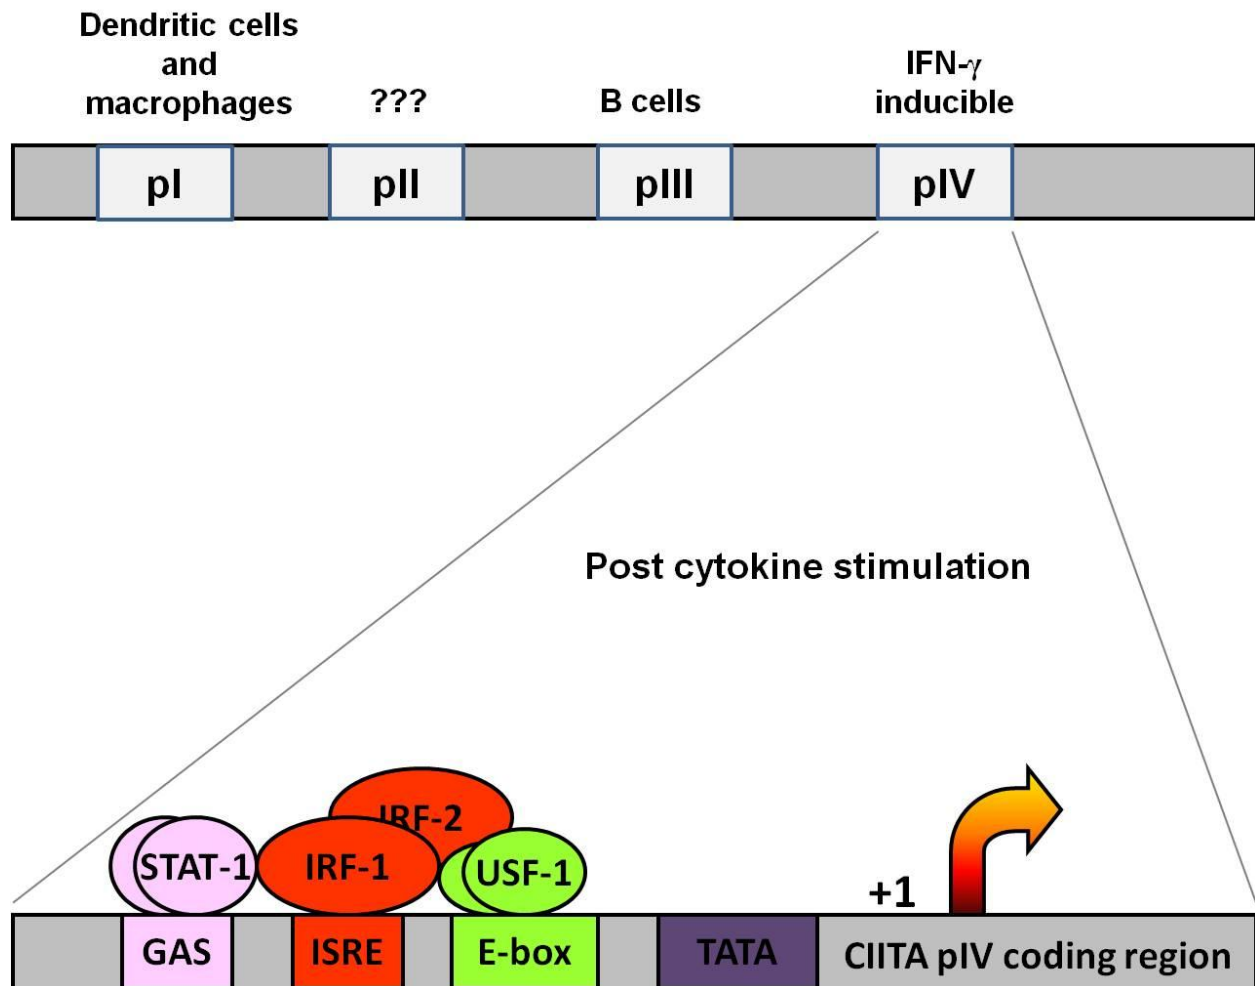 Dendritic cells
and
macrophages
???
B cells
IFN-γ
inducible
pI
pII
pIII
pIV
Post cytokine stimulation
IRF-2
STAT-1
IRF-1
USF-1
+1
GAS
ISRE
E-box
TATA
CIITA pIV coding region